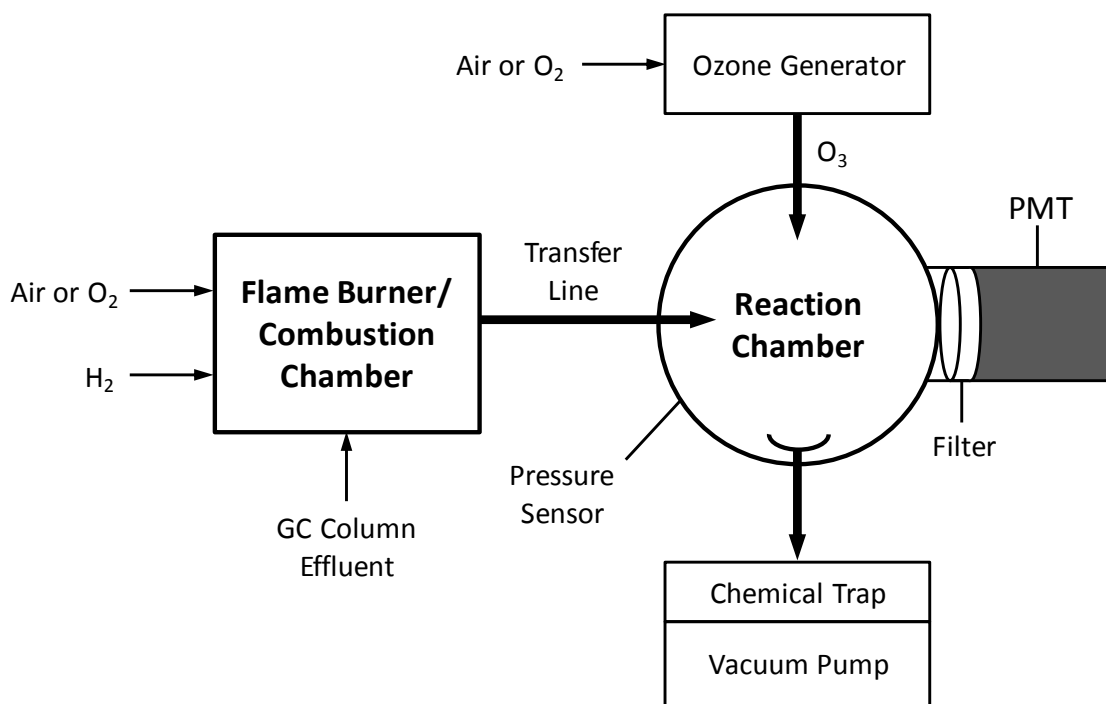 Air or O₂
Ozone Generator
O₃
PMT
Transfer
Line
Air or O₂
Flame Burner/
Combustion
Chamber
H₂
Reaction
Chamber
Filter
Pressure
Sensor
GC Column
Effluent
Chemical Trap
Vacuum Pump